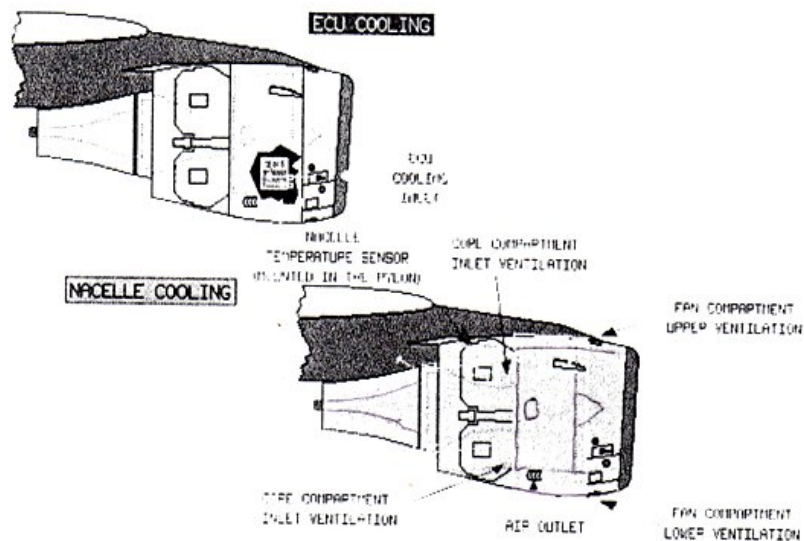 ECU COOLING
ECU
COOLING
INLET
NACELLE
TEMPERATURE SENSOR
(MOUNTED IN THE PYLON)
CORE COMPARTMENT
INLET VENTILATION
NACELLE COOLING
FAN COMPARTMENT
UPPER VENTILATION
CORE COMPARTMENT
INLET VENTILATION
AIR OUTLET
FAN COMPARTMENT
LOWER VENTILATION